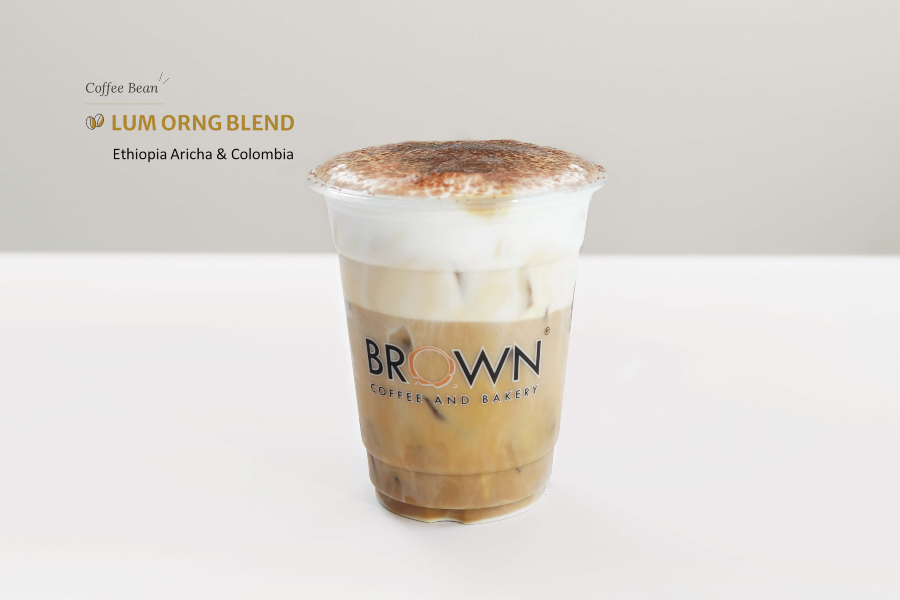 Coffee Bean
LUM ORNG BLEND
Ethiopia Aricha & Colombia
BROWN®
COFFEE AND BAKERY